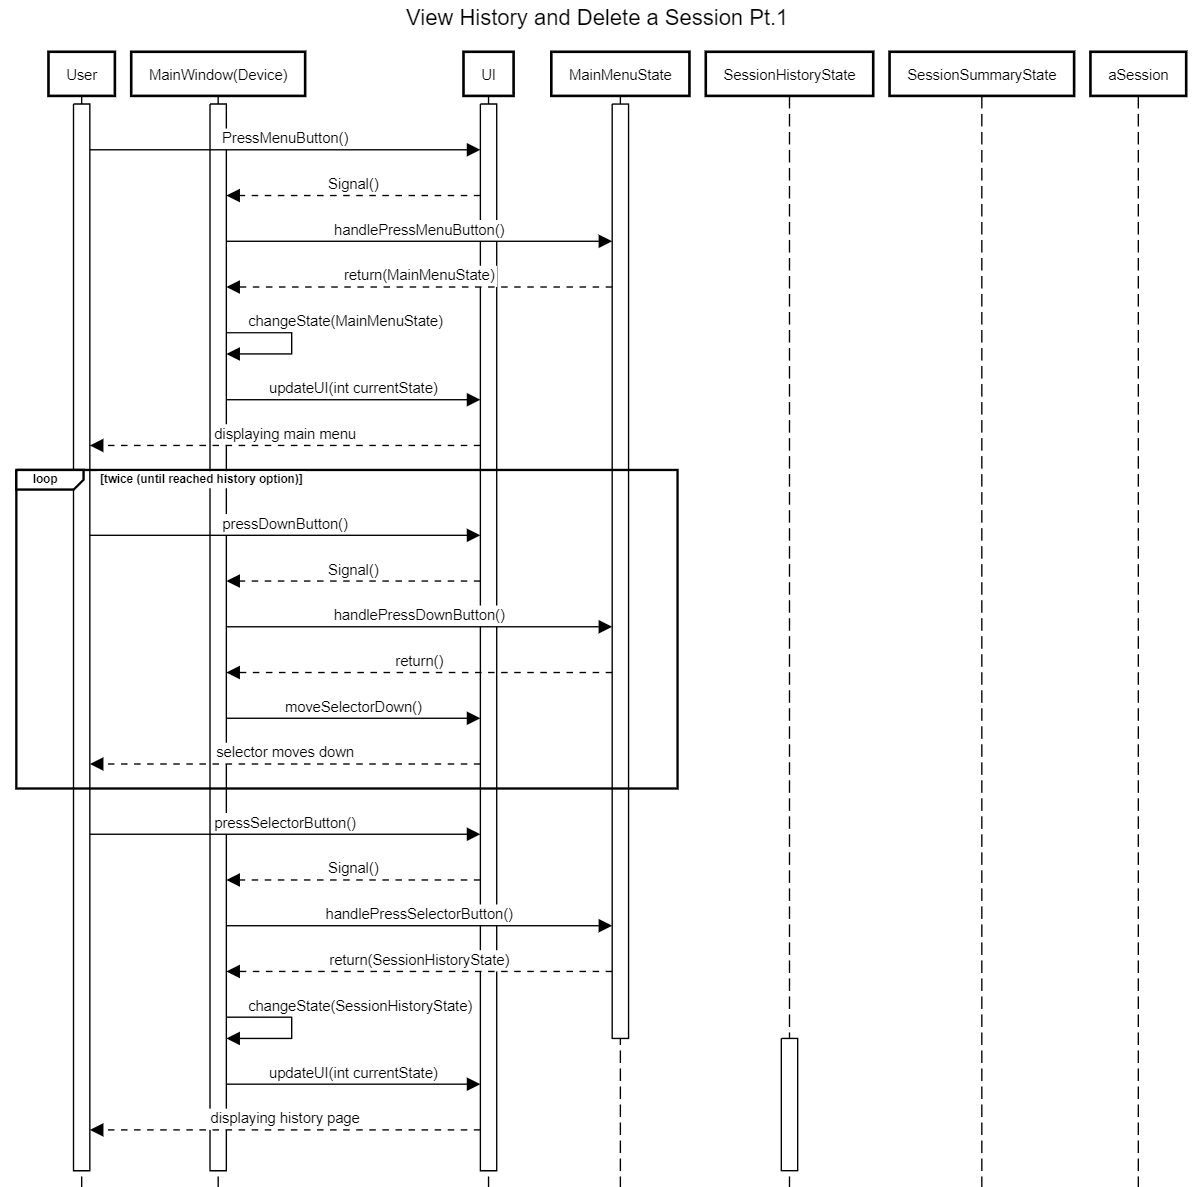 View History and Delete a Session Pt.1
User
MainWindow(Device)
UI
MainMenuState
SessionHistoryState
SessionSummaryState
aSession
PressMenuButton()
Signal()
handlePressMenuButton()
return(MainMenuState)
changeState(MainMenuState)
updateUI(int currentState)
displaying main menu
loop
[twice (until reached history option)]
pressDownButton()
Signal()
handlePressDownButton()
return()
moveSelectorDown()
selector moves down
pressSelectorButton()
Signal()
handlePressSelectorButton()
return(SessionHistoryState)
changeState(SessionHistoryState)
updateUI(int currentState)
displaying history page